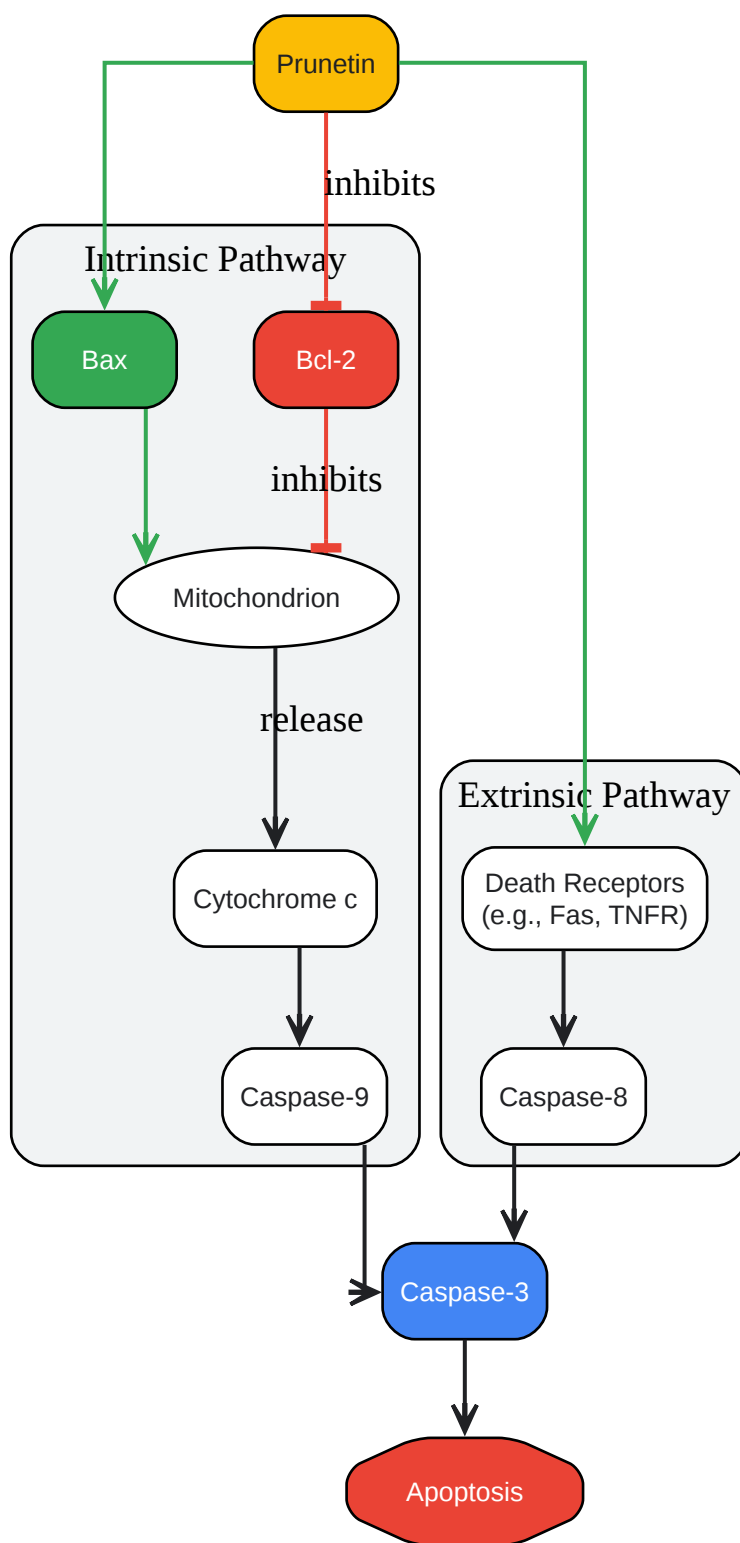 Prunetin
inhibits
Intrinsic Pathway
Bax
Bcl-2
inhibits
Mitochondrion
release
Extrinsic Pathway
Cytochrome c
Death Receptors
(e.g., Fas, TNFR)
Caspase-9
Caspase-8
Caspase-3
Apoptosis